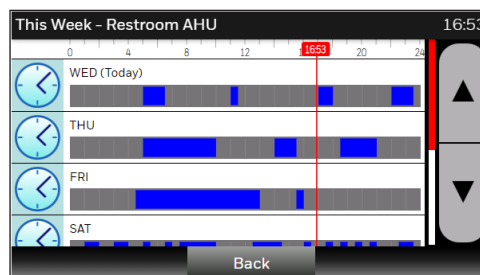 This Week - Restroom AHU 16:53
0 4 8 12 16:53 20 24
WED (Today)
THU
FRI
SAT
Back